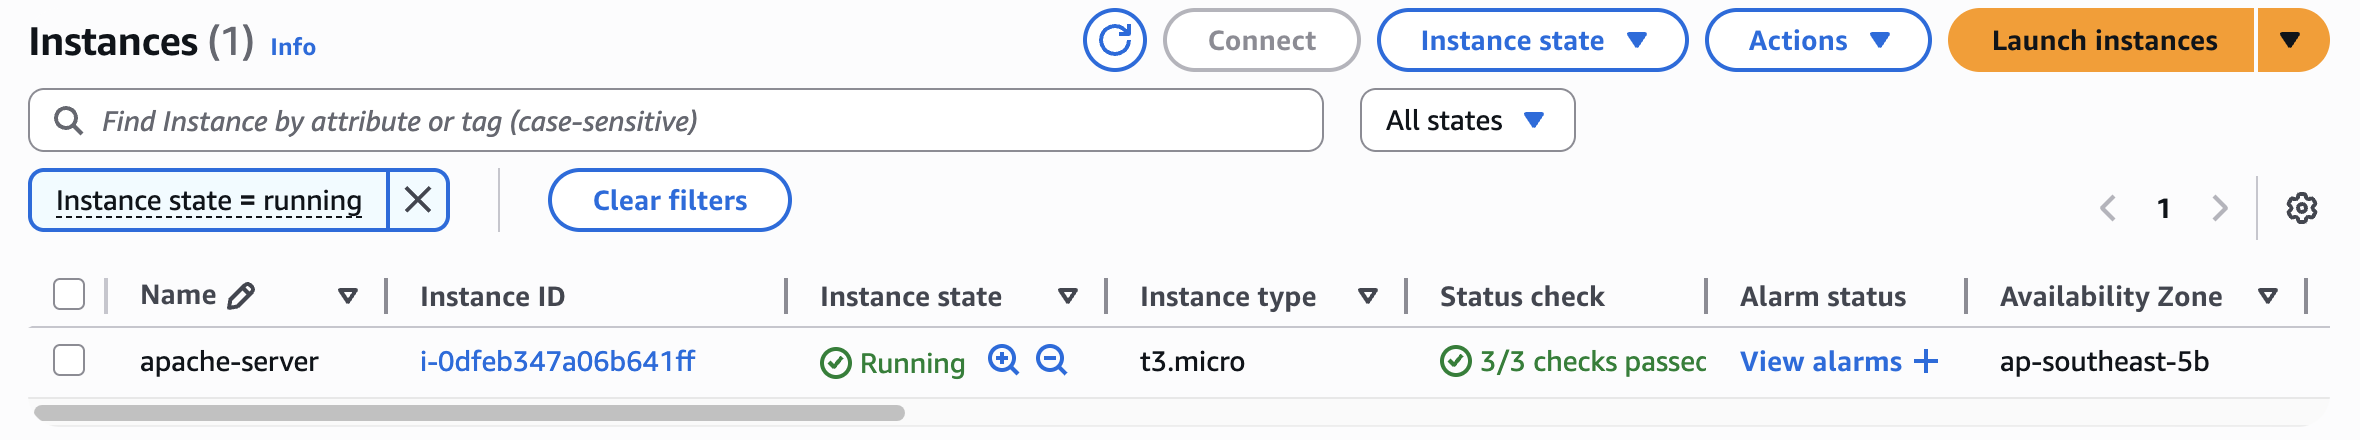 Instances (1) Info Connect Instance state Actions Launch instances
Find Instance by attribute or tag (case-sensitive) All states
Instance state = running Clear filters 1
Name Instance ID Instance state Instance type Status check Alarm status Availability Zone
apache-server i-0dfeb347a06b641ff Running t3.micro 3/3 checks passed View alarms + ap-southeast-5b